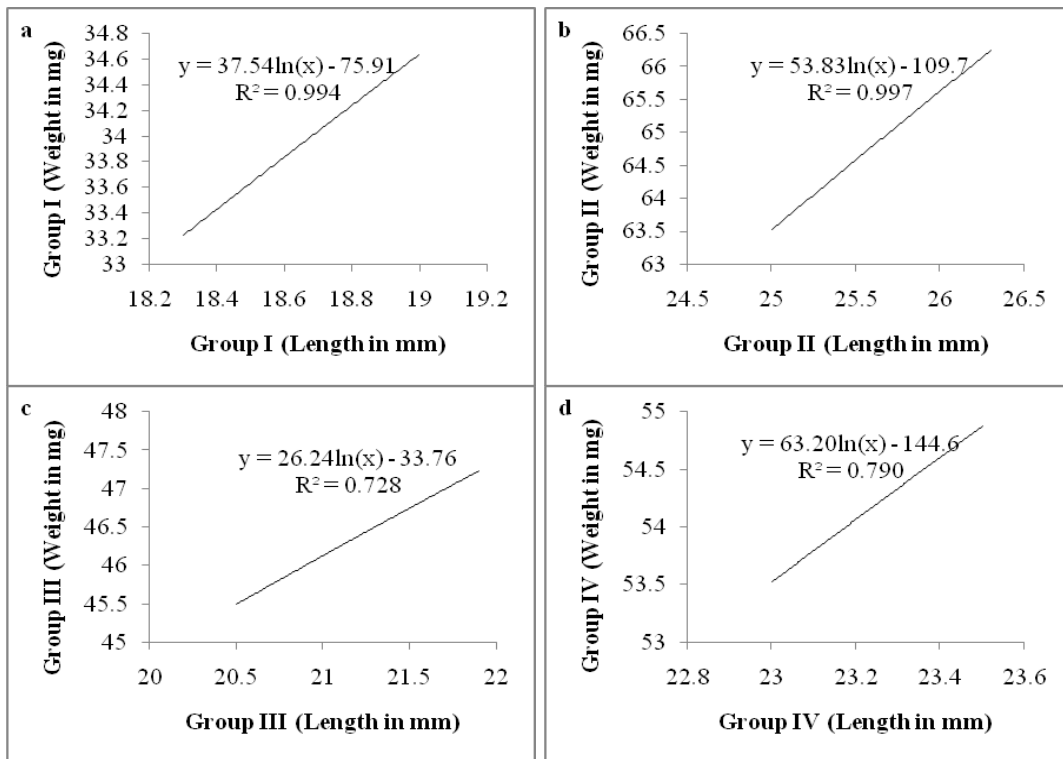 a
Group I (Weight in mg)
34.8
34.6
34.4
34.2
34
33.8
33.6
33.4
33.2
33
y = 37.54ln(x) - 75.91
R² = 0.994
18.2 18.4 18.6 18.8 19 19.2
Group I (Length in mm)
b
Group II (Weight in mg)
66.5
66
65.5
65
64.5
64
63.5
63
y = 53.83ln(x) - 109.7
R² = 0.997
24.5 25 25.5 26 26.5
Group II (Length in mm)
c
Group III (Weight in mg)
48
47.5
47
46.5
46
45.5
45
y = 26.24ln(x) - 33.76
R² = 0.728
20 20.5 21 21.5 22
Group III (Length in mm)
d
Group IV (Weight in mg)
55
54.5
54
53.5
53
y = 63.20ln(x) - 144.6
R² = 0.790
22.8 23 23.2 23.4 23.6
Group IV (Length in mm)